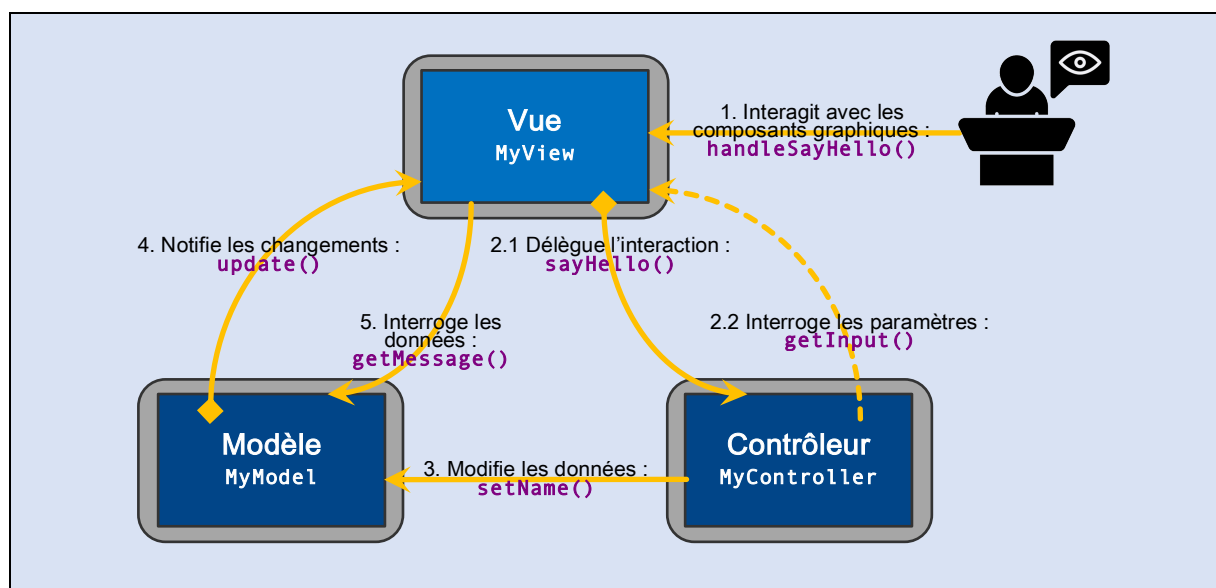 Vue
MyView
1. Interagit avec les
composants graphiques :
handleSayHello()
4. Notifie les changements :
update()
2.1 Délègue l’interaction :
sayHello()
5. Interroge les
données :
getMessage()
2.2 Interroge les paramètres :
getInput()
Modèle
MyModel
3. Modifie les données :
setName()
Contrôleur
MyController